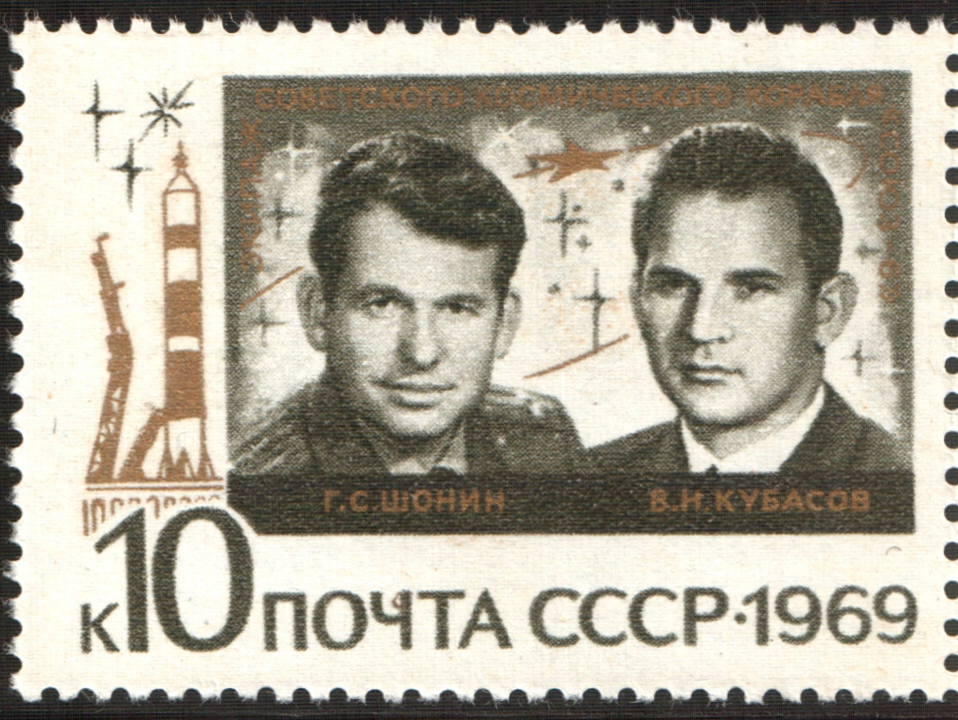 ЭКИПАЖ
СОВЕТСКОГО КОСМИЧЕСКОГО КОРАБЛЯ
«СОЮЗ-6»
Г.С.ШОНИН
В.Н.КУБАСОВ
к10 ПОЧТА СССР·1969